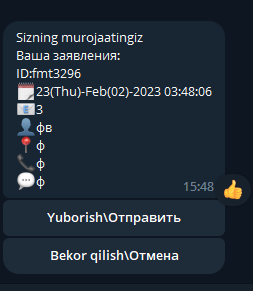 Sizning murojaatingiz
Ваша заявления:
ID:fmt3296
23(Thu)-Feb(02)-2023 03:48:06
3
фв
ф
ф
ф
15:48
Yuborish\Отправить
Bekor qilish\Отмена